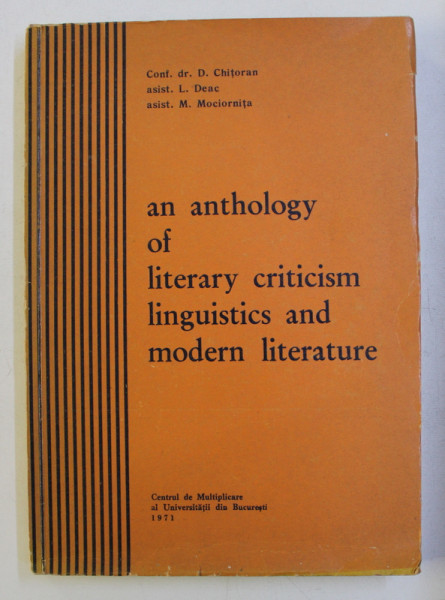 Conf. dr. D. Chițoran
asist. L. Deac
asist. M. Mociornița
an anthology
of
literary criticism
linguistics and
modern literature
Centrul de Multiplicare
al Universității din București
1971